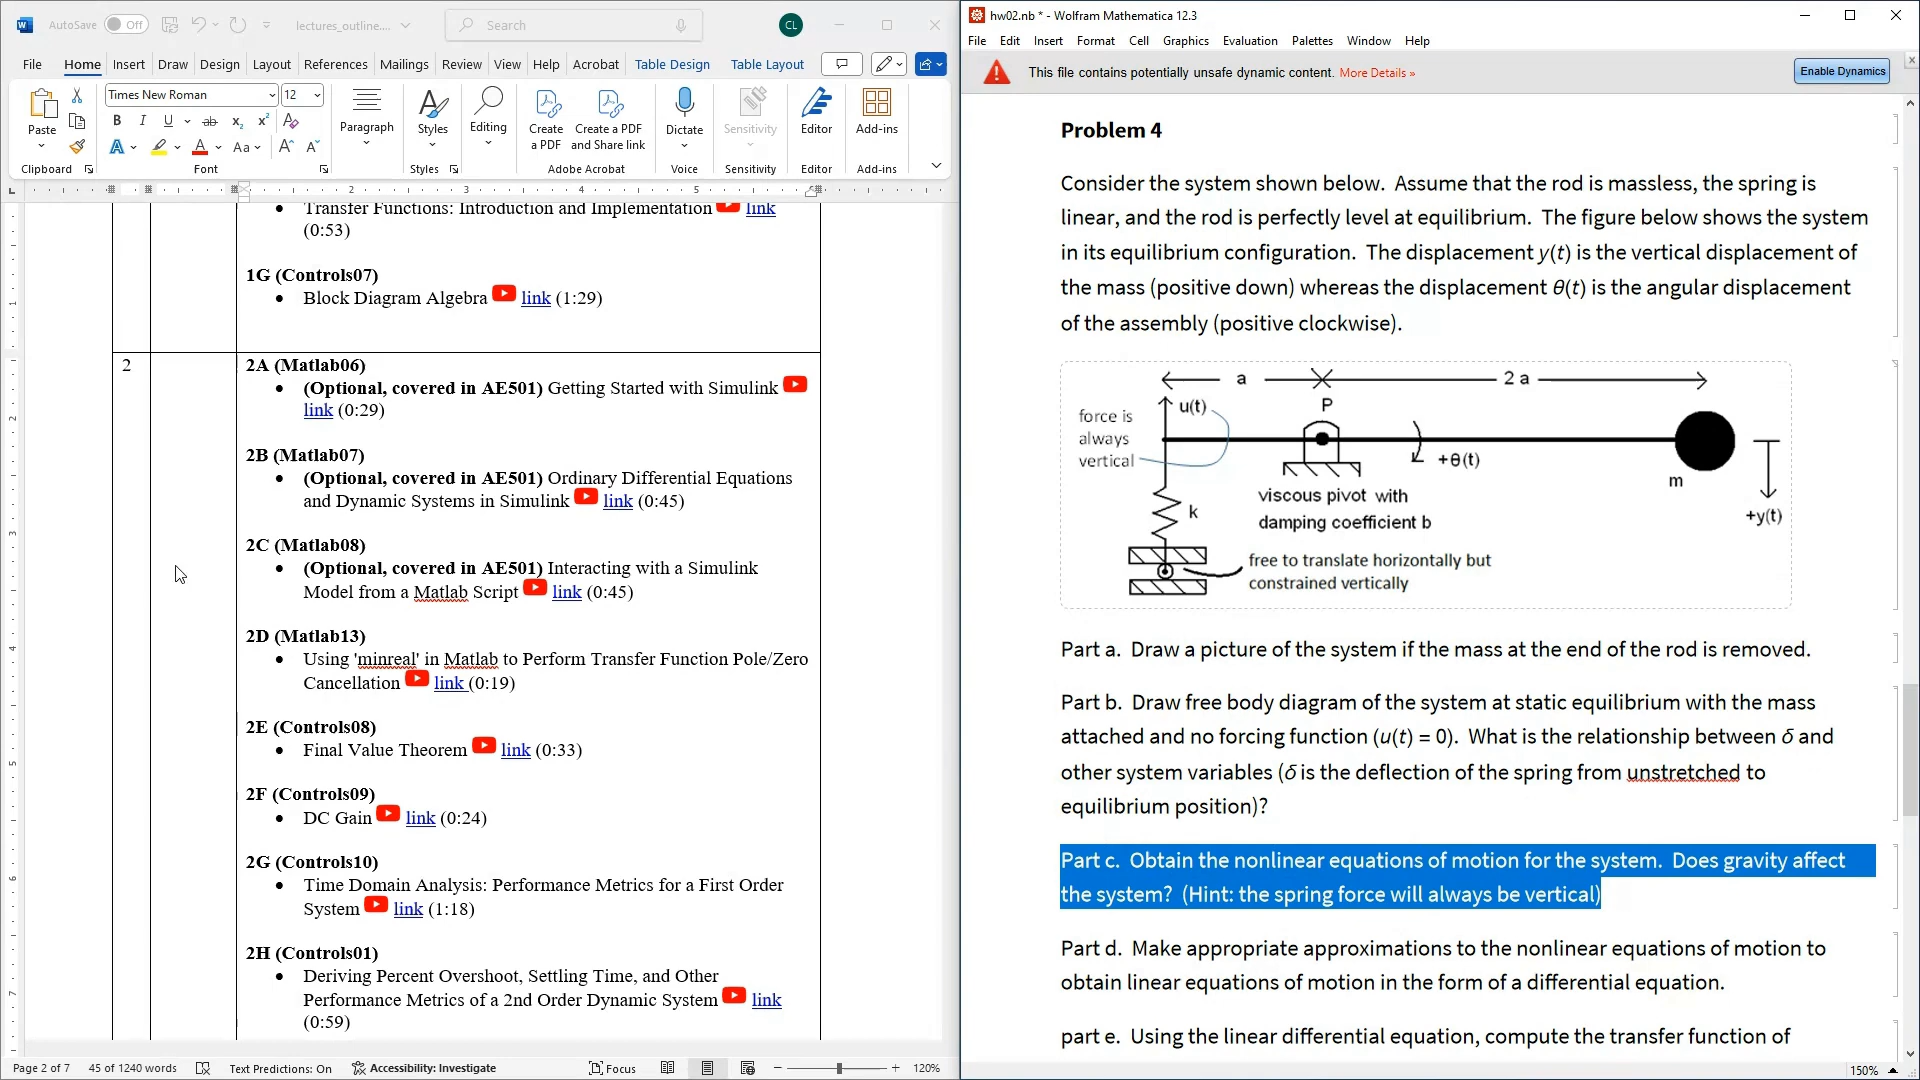 AutoSave Off lectures_outline.... Search CL
File Home Insert Draw Design Layout References Mailings Review View Help Acrobat Table Design Table Layout
Times New Roman 12
Paste
B I U ab x₂ x²
A A Aa A A
Paragraph Styles Editing Create a PDF Create a PDF and Share link Dictate Sensitivity Editor Add-ins
Clipboard Font Styles Adobe Acrobat Voice Sensitivity Editor Add-ins
2 3 4 5
Transfer Functions: Introduction and Implementation link
(0:53)
1G (Controls07)
• Block Diagram Algebra link (1:29)
2
2A (Matlab06)
• (Optional, covered in AE501) Getting Started with Simulink
link (0:29)
2B (Matlab07)
• (Optional, covered in AE501) Ordinary Differential Equations
and Dynamic Systems in Simulink link (0:45)
2C (Matlab08)
• (Optional, covered in AE501) Interacting with a Simulink
Model from a Matlab Script link (0:45)
2D (Matlab13)
• Using 'minreal' in Matlab to Perform Transfer Function Pole/Zero
Cancellation link (0:19)
2E (Controls08)
• Final Value Theorem link (0:33)
2F (Controls09)
• DC Gain link (0:24)
2G (Controls10)
• Time Domain Analysis: Performance Metrics for a First Order
System link (1:18)
2H (Controls01)
• Deriving Percent Overshoot, Settling Time, and Other
Performance Metrics of a 2nd Order Dynamic System link
(0:59)
Page 2 of 7 45 of 1240 words Text Predictions: On Accessibility: Investigate Focus 120%
hw02.nb * - Wolfram Mathematica 12.3
File Edit Insert Format Cell Graphics Evaluation Palettes Window Help
This file contains potentially unsafe dynamic content. More Details » Enable Dynamics
Problem 4
Consider the system shown below. Assume that the rod is massless, the spring is
linear, and the rod is perfectly level at equilibrium. The figure below shows the system
in its equilibrium configuration. The displacement y(t) is the vertical displacement of
the mass (positive down) whereas the displacement θ(t) is the angular displacement
of the assembly (positive clockwise).
a 2 a
force is
always
vertical
u(t)
P
+θ(t)
m
+y(t)
viscous pivot with
damping coefficient b
k
free to translate horizontally but
constrained vertically
Part a. Draw a picture of the system if the mass at the end of the rod is removed.
Part b. Draw free body diagram of the system at static equilibrium with the mass
attached and no forcing function (u(t) = 0). What is the relationship between δ and
other system variables (δ is the deflection of the spring from unstretched to
equilibrium position)?
Part c. Obtain the nonlinear equations of motion for the system. Does gravity affect
the system? (Hint: the spring force will always be vertical)
Part d. Make appropriate approximations to the nonlinear equations of motion to
obtain linear equations of motion in the form of a differential equation.
part e. Using the linear differential equation, compute the transfer function of
150%